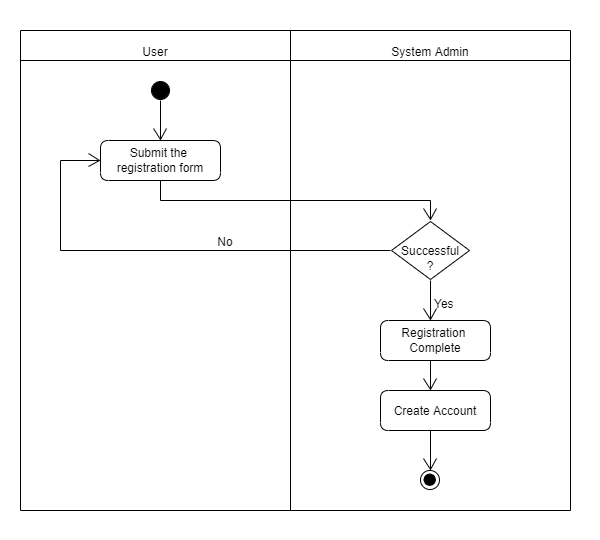 User
System Admin
Submit the
registration form
No
Successful
?
Yes
Registration
Complete
Create Account